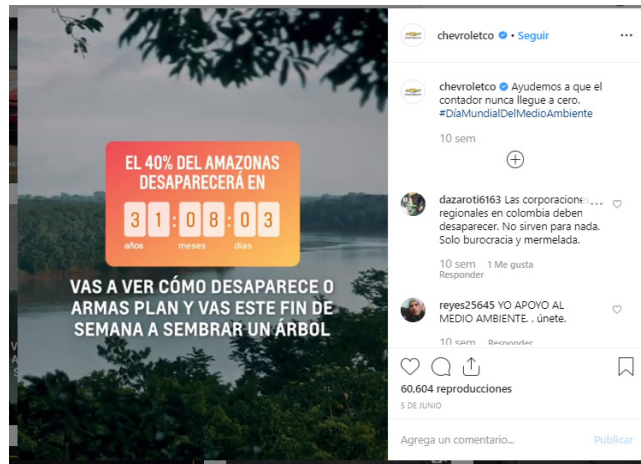 EL 40% DEL AMAZONAS
DESAPARECERÁ EN
31:08:03
años meses días
VAS A VER CÓMO DESAPARECE O
ARMAS PLAN Y VAS ESTE FIN DE
SEMANA A SEMBRAR UN ÁRBOL
chevroletco • Seguir
chevroletco Ayudemos a que el
contador nunca llegue a cero.
#DíaMundialDelMedioAmbiente
10 sem
dazaroti6163 Las corporaciones
regionales en colombia deben
desaparecer. No sirven para nada.
Solo burocracia y mermelada.
10 sem 1 Me gusta
Responder
reyes25645 YO APOYO AL
MEDIO AMBIENTE. . únete.
10 sem Responder
60,604 reproducciones
5 DE JUNIO
Agrega un comentario... Publicar